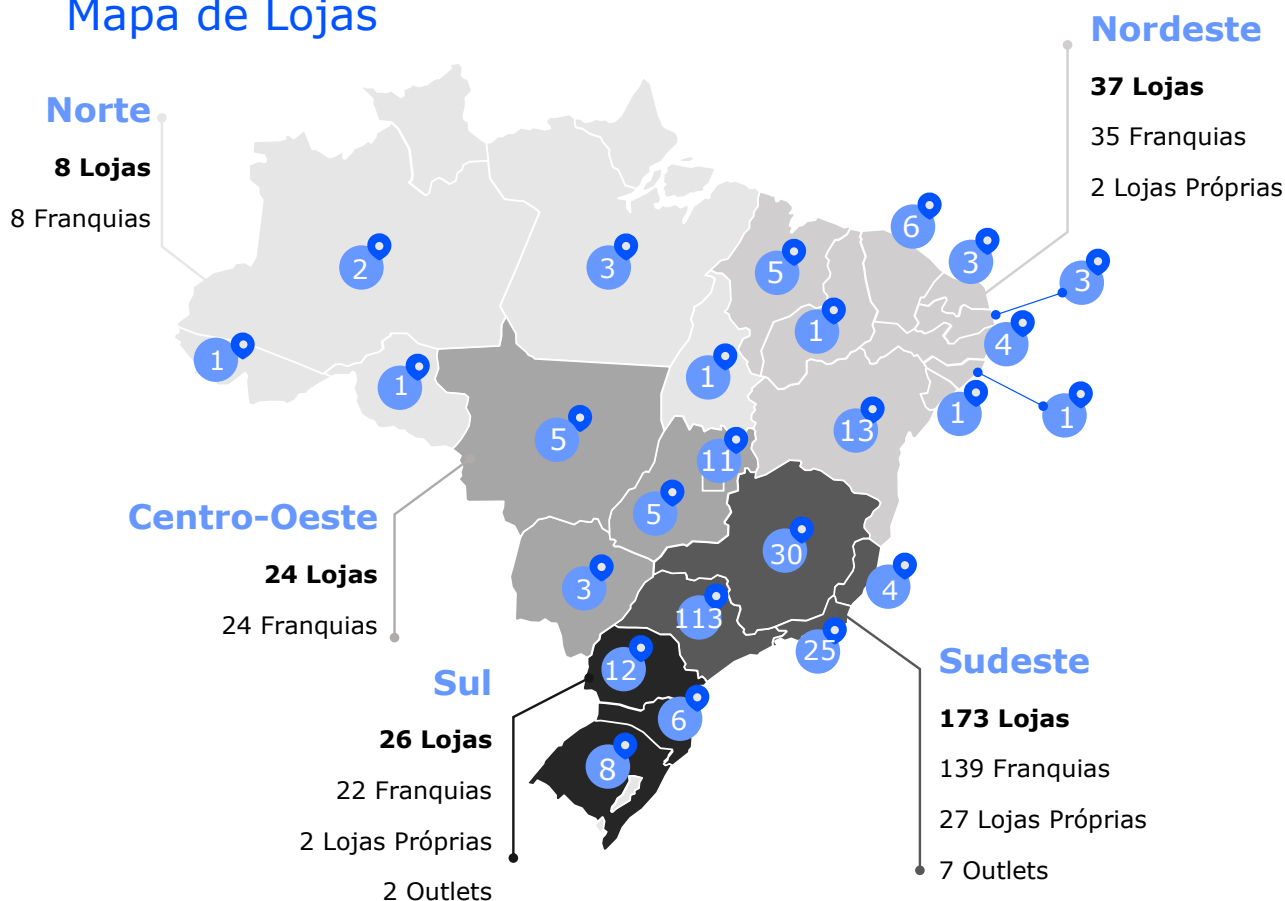 Mapa de Lojas
Norte
8 Lojas
8 Franquias
Nordeste
37 Lojas
35 Franquias
2 Lojas Próprias
2
3
5
6
3
3
1
4
1
1
1
1
1
13
5
11
5
30
3
113
4
25
12
6
8
Centro-Oeste
24 Lojas
24 Franquias
Sul
26 Lojas
22 Franquias
2 Lojas Próprias
2 Outlets
Sudeste
173 Lojas
139 Franquias
27 Lojas Próprias
7 Outlets